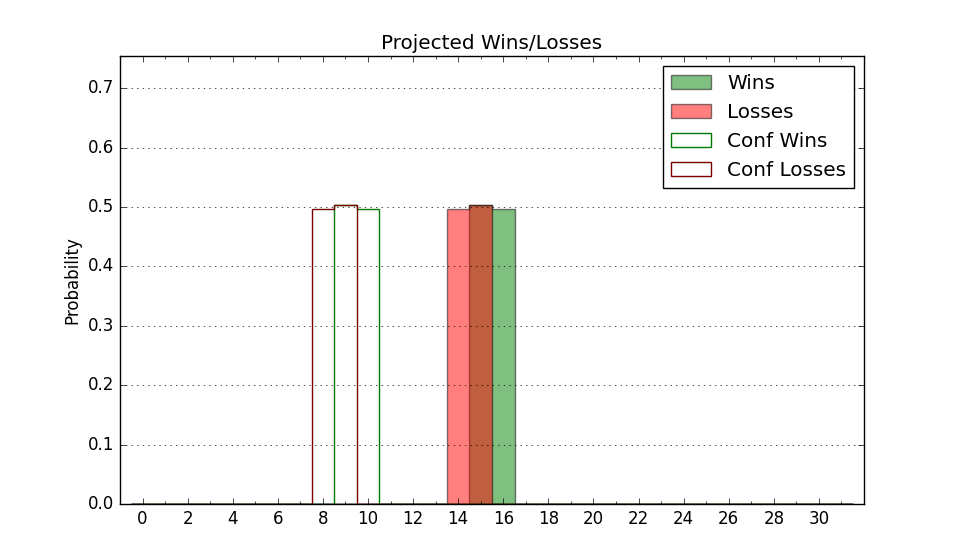 Projected Wins/Losses
Wins
Losses
Conf Wins
Conf Losses
Probability
0.7
0.6
0.5
0.4
0.3
0.2
0.1
0.0
0 2 4 6 8 10 12 14 16 18 20 22 24 26 28 30